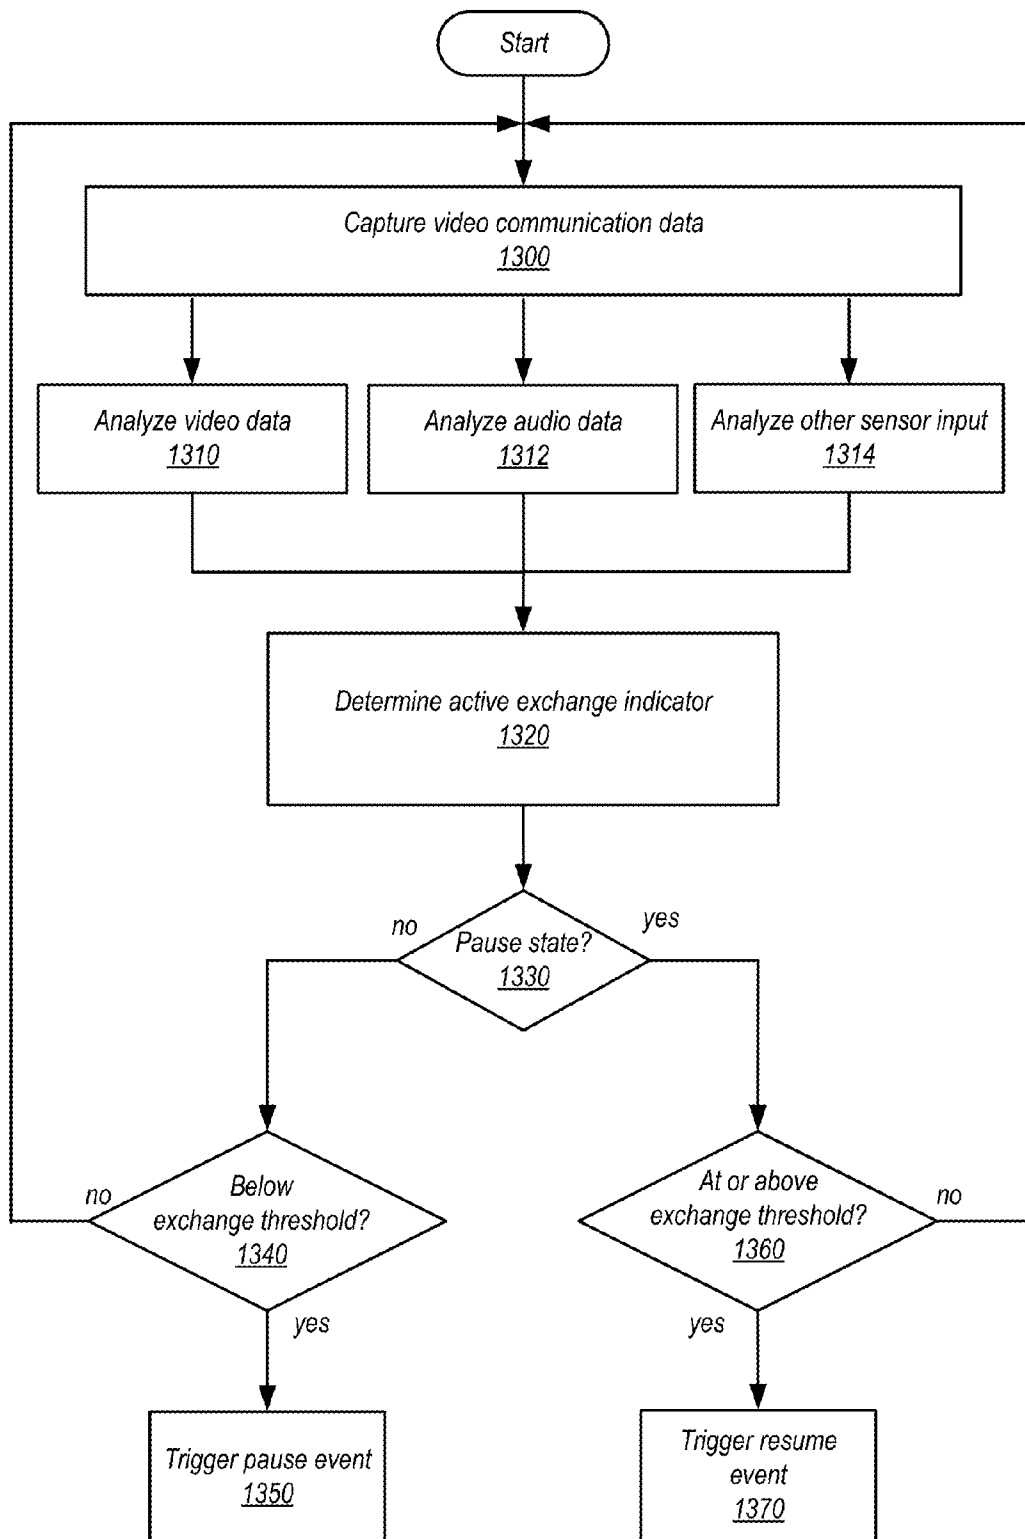 Start
Capture video communication data
1300
Analyze video data
1310
Analyze audio data
1312
Analyze other sensor input
1314
Determine active exchange indicator
1320
no
yes
Pause state?
1330
no
Below
exchange threshold?
1340
yes
At or above
exchange threshold?
1360
no
yes
Trigger pause event
1350
Trigger resume
event
1370